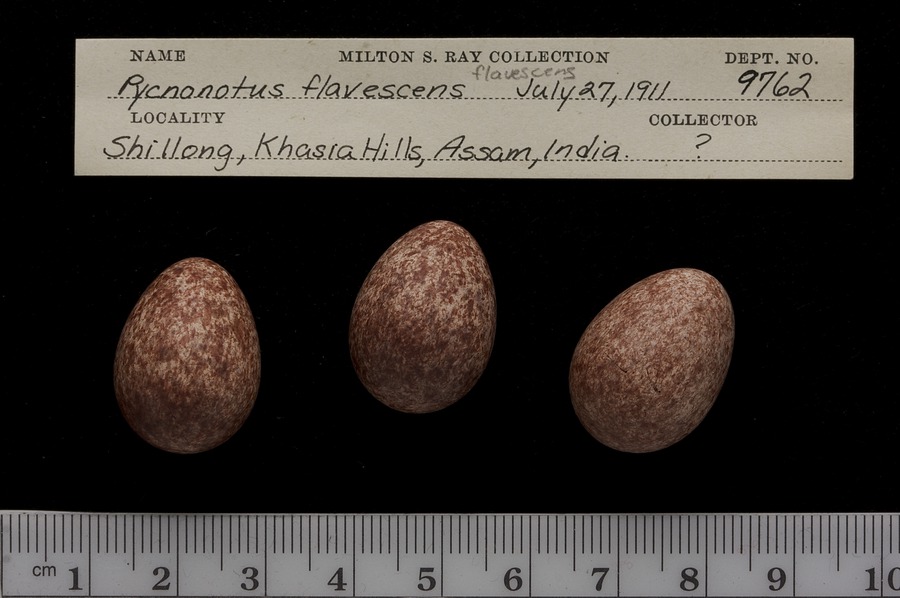 NAME MILTON S. RAY COLLECTION DEPT. NO.
flavescens
Pycnonotus flavescens July 27, 1911 9762
LOCALITY COLLECTOR
Shillong, Khasia Hills, Assam, India. ?
cm 1 2 3 4 5 6 7 8 9 10